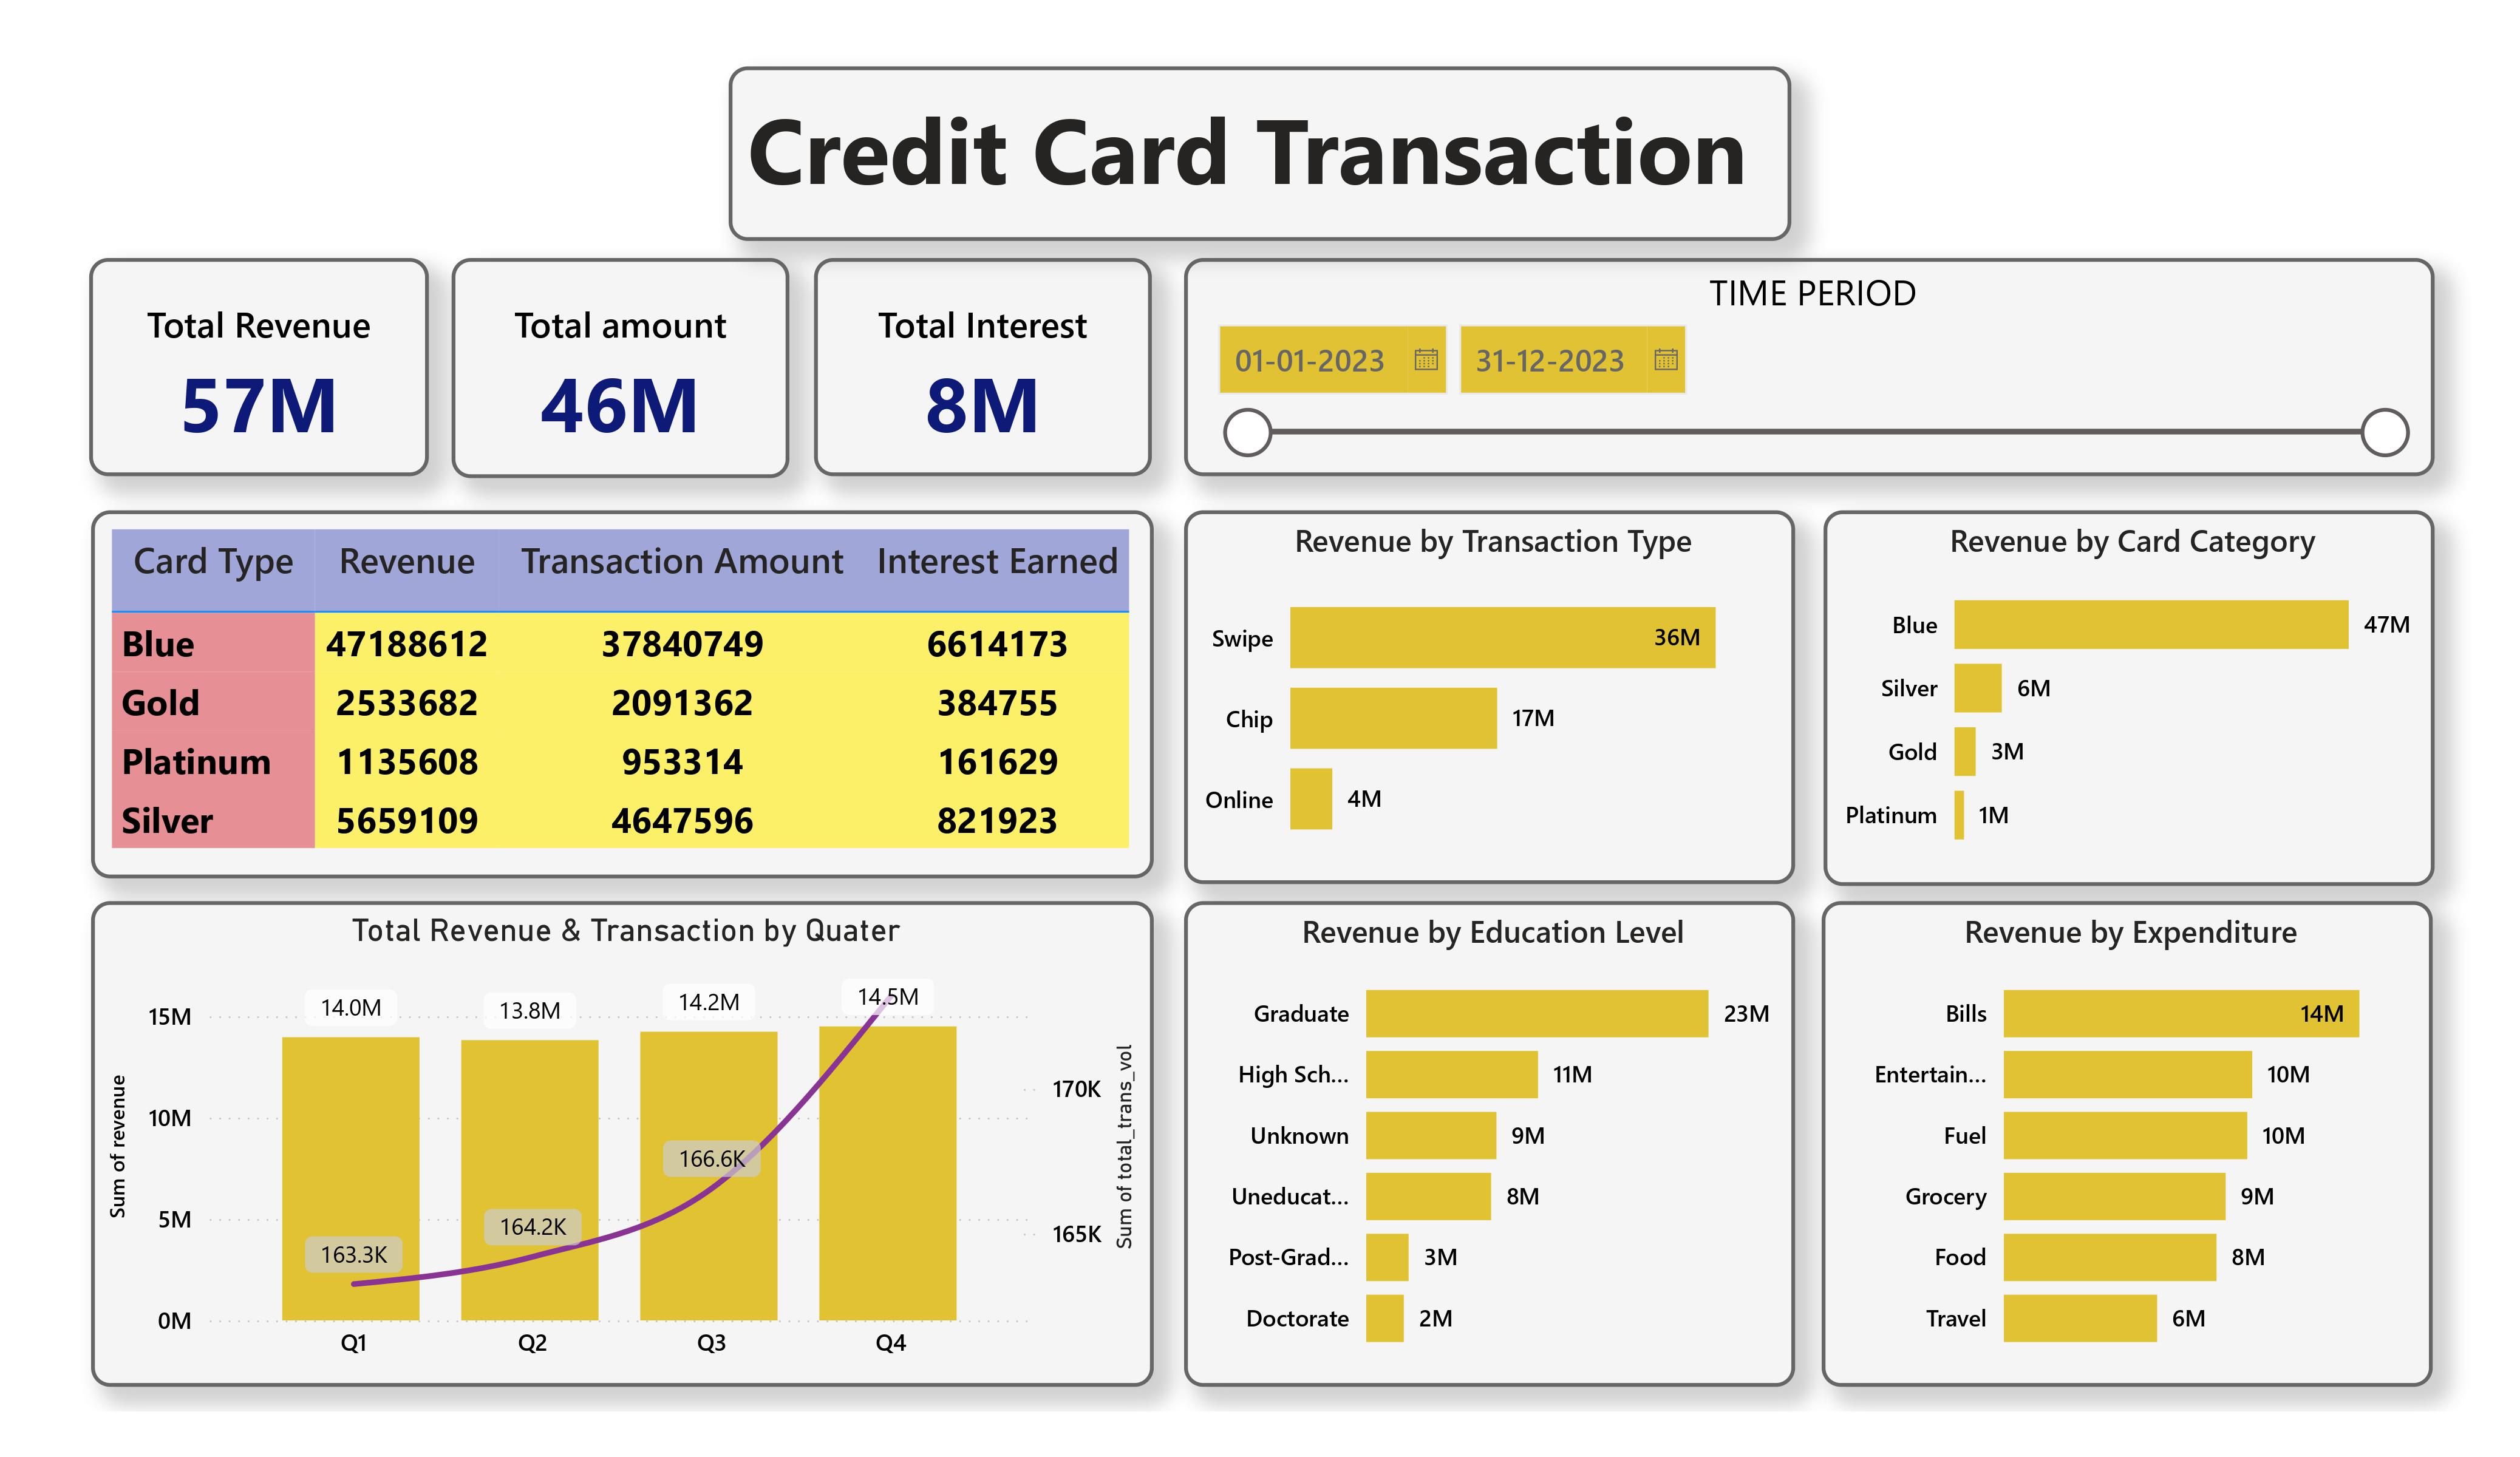 Credit Card Transaction
Total Revenue
57M
Total amount
46M
Total Interest
8M
TIME PERIOD
01-01-2023 31-12-2023
Card Type Revenue Transaction Amount Interest Earned
Blue 47188612 37840749 6614173
Gold 2533682 2091362 384755
Platinum 1135608 953314 161629
Silver 5659109 4647596 821923
Revenue by Transaction Type
Swipe 36M
Chip 17M
Online 4M
Revenue by Card Category
Blue 47M
Silver 6M
Gold 3M
Platinum 1M
Total Revenue & Transaction by Quater
Sum of revenue
15M
10M
5M
0M
14.0M 13.8M 14.2M 14.5M
163.3K 164.2K 166.6K
170K
165K
Sum of total_trans_vol
Q1 Q2 Q3 Q4
Revenue by Education Level
Graduate 23M
High Sch... 11M
Unknown 9M
Uneducat... 8M
Post-Grad... 3M
Doctorate 2M
Revenue by Expenditure
Bills 14M
Entertain... 10M
Fuel 10M
Grocery 9M
Food 8M
Travel 6M